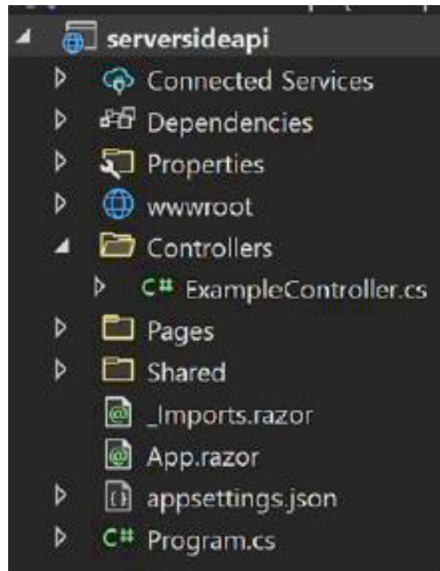 serversideapi
Connected Services
Dependencies
Properties
wwwroot
Controllers
C# ExampleController.cs
Pages
Shared
_Imports.razor
App.razor
appsettings.json
C# Program.cs